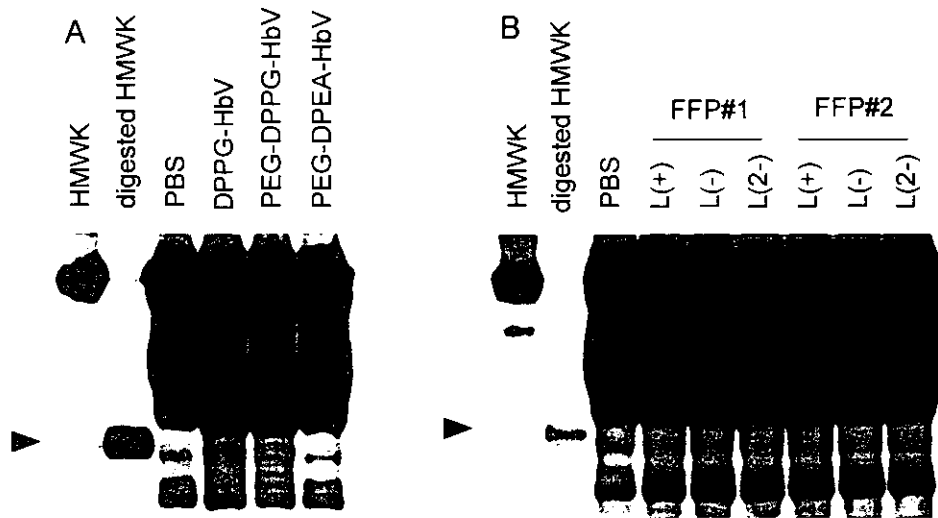 A
HMWK
digested HMWK
PBS
DPPG-HbV
PEG-DPPG-HbV
PEG-DPEA-HbV
B
HMWK
digested HMWK
PBS
FFP#1
L(+)
L(-)
L(2-)
FFP#2
L(+)
L(-)
L(2-)